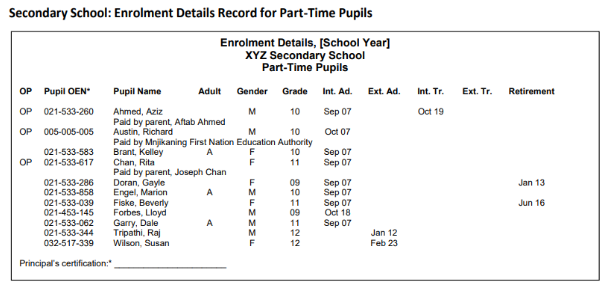 Secondary School: Enrolment Details Record for Part-Time Pupils
Enrolment Details, [School Year]
XYZ Secondary School
Part-Time Pupils
OP Pupil OEN* Pupil Name Adult Gender Grade Int. Ad. Ext. Ad. Int. Tr. Ext. Tr. Retirement
OP 021-533-260 Ahmed, Aziz M 10 Sep 07 Oct 19
Paid by parent, Aftab Ahmed
OP 005-005-005 Austin, Richard M 10 Oct 07
Paid by Mnjikaning First Nation Education Authority
021-533-583 Brant, Kelley A F 10 Sep 07
OP 021-533-617 Chan, Rita F 11 Sep 07
Paid by parent, Joseph Chan
021-533-286 Doran, Gayle F 09 Sep 07 Jan 13
021-533-858 Engel, Marion A M 10 Sep 07
021-533-039 Fiske, Beverly F 11 Sep 07 Jun 16
021-453-145 Forbes, Lloyd M 09 Oct 18
021-533-062 Garry, Dale A M 11 Sep 07
021-533-344 Tripathi, Raj M 12 Jan 12
032-517-339 Wilson, Susan F 12 Feb 23
Principal's certification:*